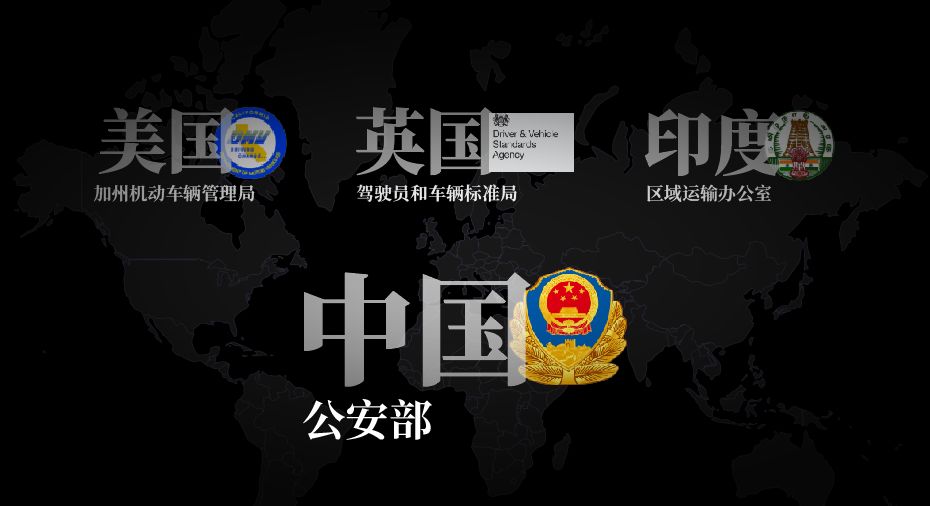 美国
加州机动车辆管理局
CALIFORNIA
DMV
英国
Driver & Vehicle
Standards
Agency
驾驶员和车辆标准局
印度
区域运输办公室
中国
公安部